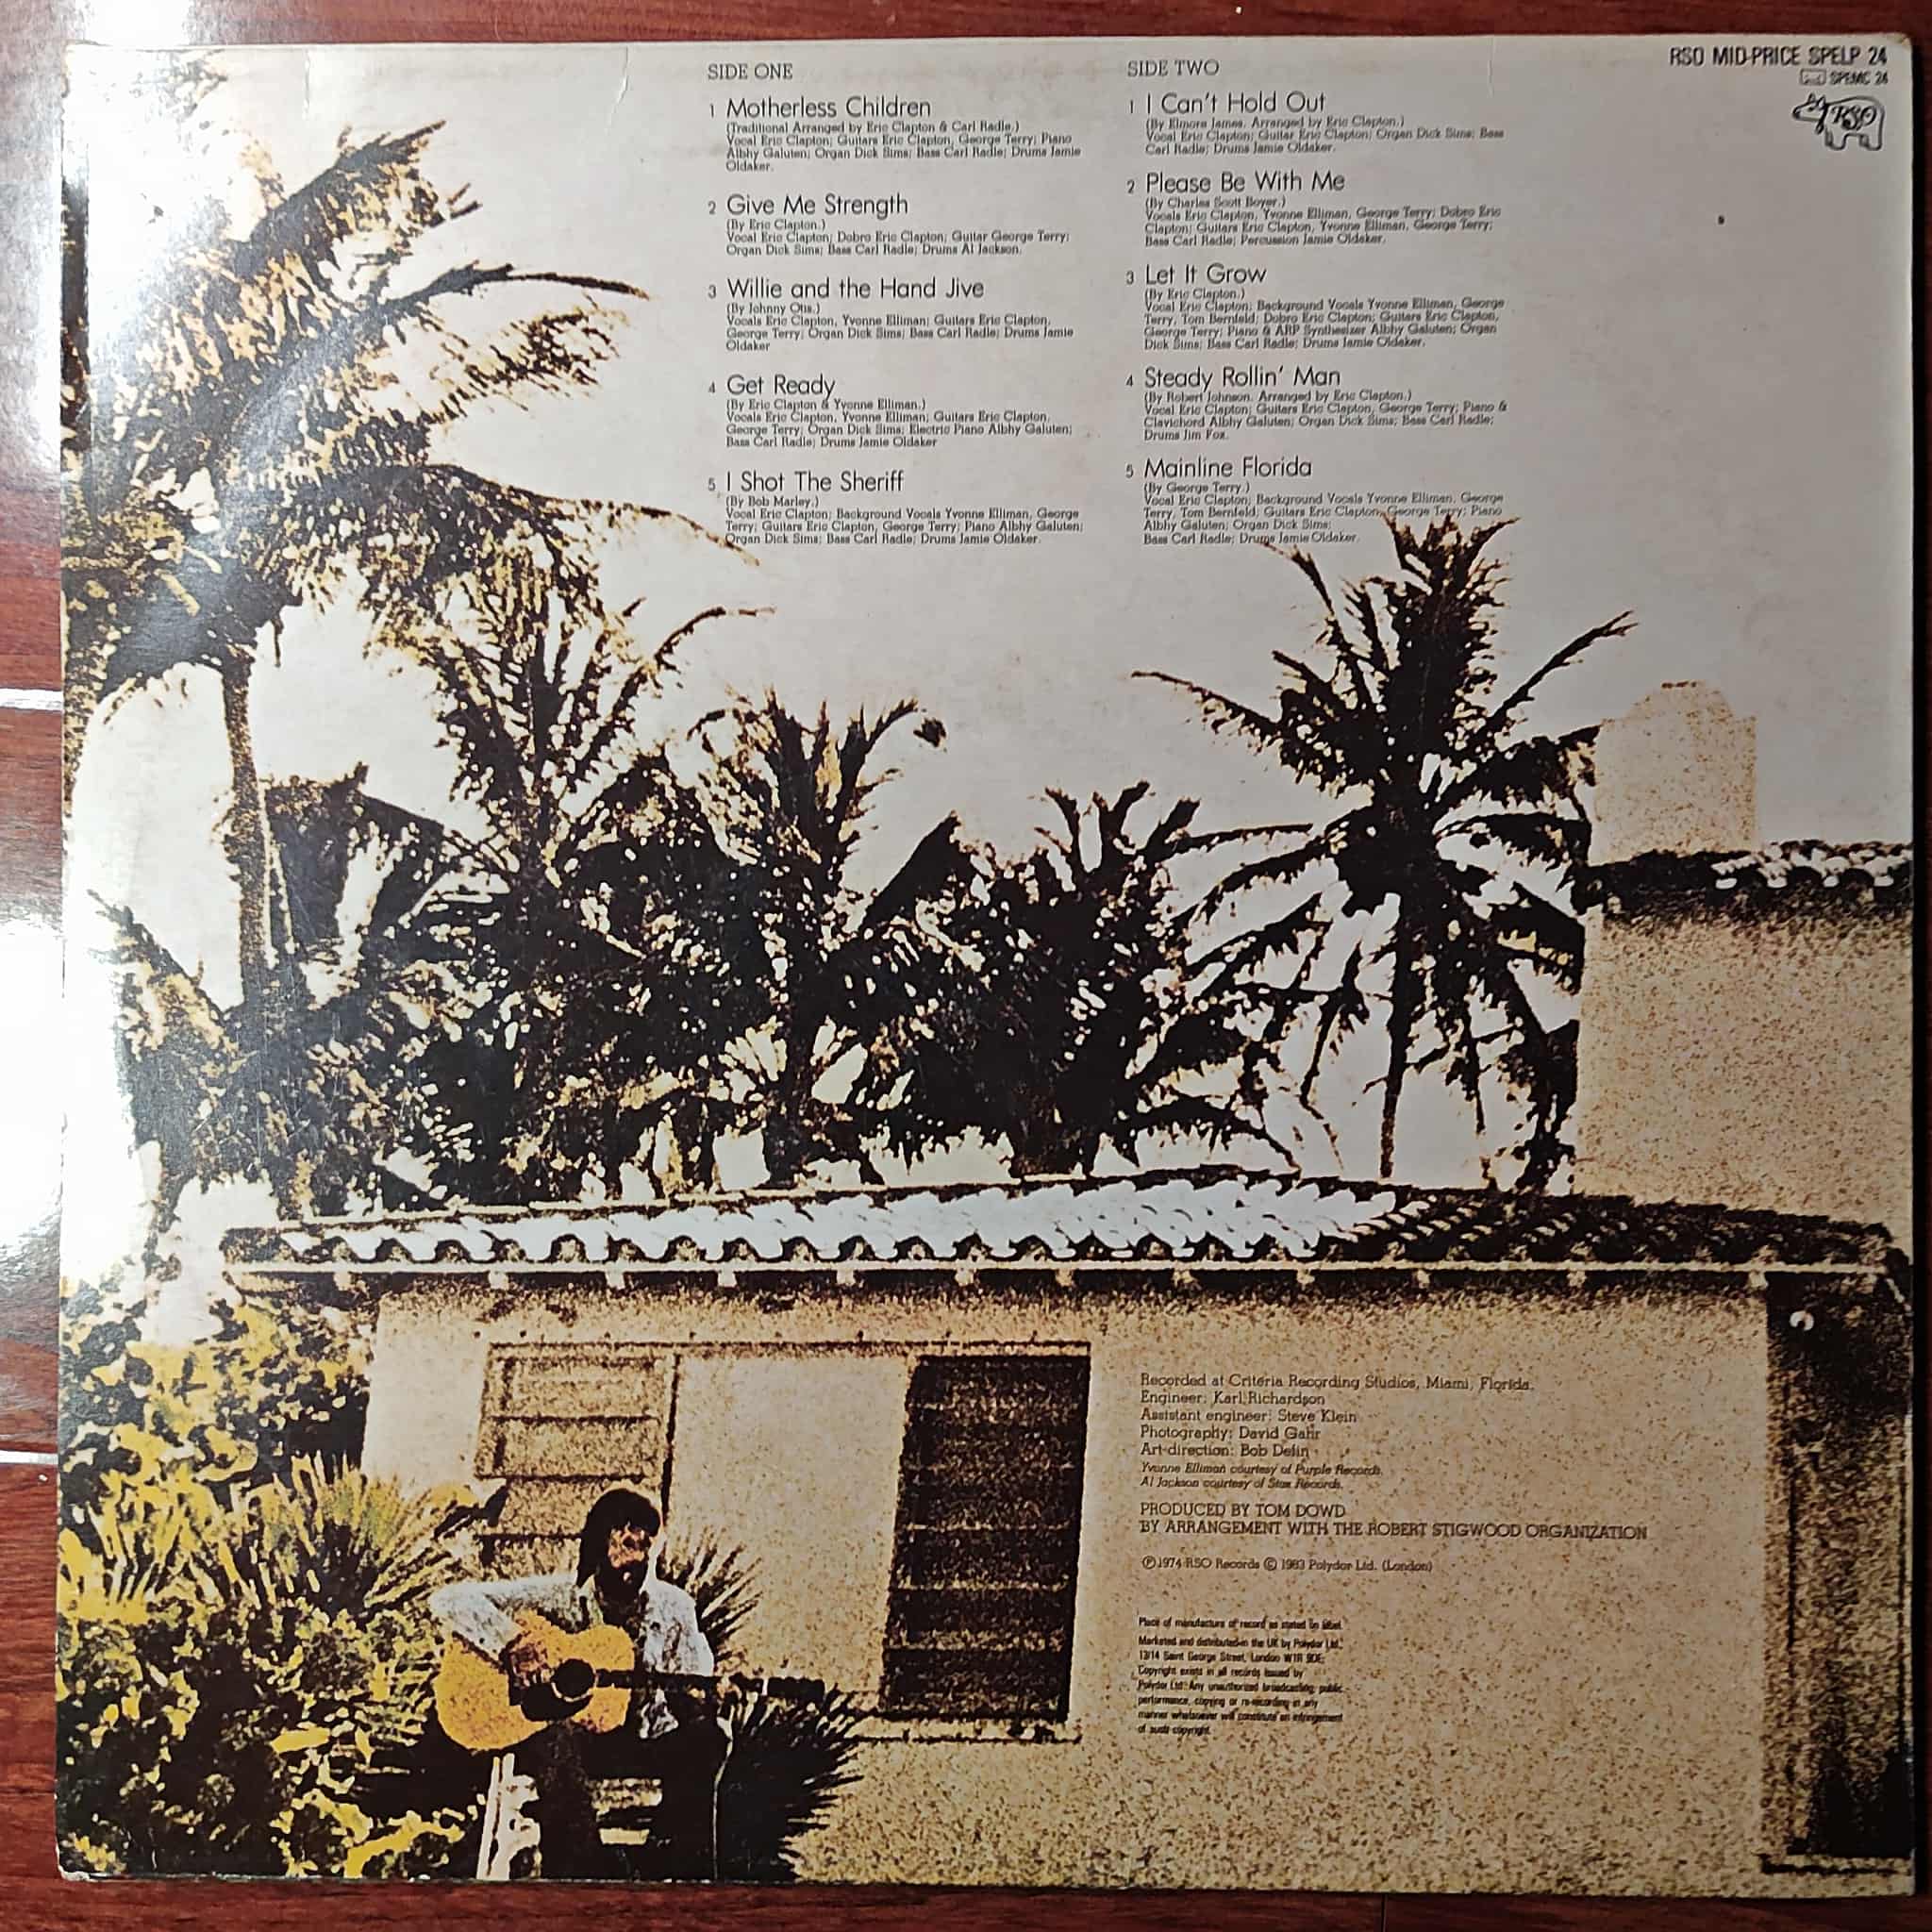 RSO MID-PRICE SPELP 24
SPEMC 24
RSO
SIDE ONE
1 Motherless Children
(Traditional Arranged by Eric Clapton & Carl Radle.)
Vocal Eric Clapton; Guitars Eric Clapton, George Terry; Piano
Albhy Galuten; Organ Dick Sims; Bass Carl Radle; Drums Jamie
Oldaker.
2 Give Me Strength
(By Eric Clapton.)
Vocal Eric Clapton; Dobro Eric Clapton; Guitar George Terry;
Organ Dick Sims; Bass Carl Radle; Drums Al Jackson.
3 Willie and the Hand Jive
(By Johnny Otis.)
Vocals Eric Clapton, Yvonne Elliman; Guitars Eric Clapton,
George Terry; Organ Dick Sims; Bass Carl Radle; Drums Jamie
Oldaker
4 Get Ready
(By Eric Clapton & Yvonne Elliman.)
Vocals Eric Clapton, Yvonne Elliman; Guitars Eric Clapton,
George Terry; Organ Dick Sims; Electric Piano Albhy Galuten;
Bass Carl Radle; Drums Jamie Oldaker
5 I Shot The Sheriff
(By Bob Marley.)
Vocal Eric Clapton; Background Vocals Yvonne Elliman, George
Terry; Guitars Eric Clapton, George Terry; Piano Albhy Galuten;
Organ Dick Sims; Bass Carl Radle; Drums Jamie Oldaker.
SIDE TWO
1 I Can't Hold Out
(By Elmore James. Arranged by Eric Clapton.)
Vocal Eric Clapton; Guitar Eric Clapton; Organ Dick Sims; Bass
Carl Radle; Drums Jamie Oldaker.
2 Please Be With Me
(By Charles Scott Boyer.)
Vocals Eric Clapton, Yvonne Elliman, George Terry; Dobro Eric
Clapton; Guitars Eric Clapton, Yvonne Elliman, George Terry;
Bass Carl Radle; Percussion Jamie Oldaker.
3 Let It Grow
(By Eric Clapton.)
Vocal Eric Clapton; Background Vocals Yvonne Elliman, George
Terry, Tom Bernfeld; Dobro Eric Clapton; Guitars Eric Clapton,
George Terry; Piano & ARP Synthesizer Albhy Galuten; Organ
Dick Sims; Bass Carl Radle; Drums Jamie Oldaker.
4 Steady Rollin' Man
(By Robert Johnson. Arranged by Eric Clapton.)
Vocal Eric Clapton; Guitars Eric Clapton, George Terry; Piano &
Clavichord Albhy Galuten; Organ Dick Sims; Bass Carl Radle;
Drums Jim Fox.
5 Mainline Florida
(By George Terry.)
Vocal Eric Clapton; Background Vocals Yvonne Elliman, George
Terry, Tom Bernfeld; Guitars Eric Clapton, George Terry; Piano
Albhy Galuten; Organ Dick Sims;
Bass Carl Radle; Drums Jamie Oldaker.
Recorded at Criteria Recording Studios, Miami, Florida.
Engineer: Karl Richardson
Assistant engineer: Steve Klein
Photography: David Gahr
Art direction: Bob Defin
Yvonne Elliman courtesy of Purple Records.
Al Jackson courtesy of Stax Records.
PRODUCED BY TOM DOWD
BY ARRANGEMENT WITH THE ROBERT STIGWOOD ORGANIZATION
Ⓟ 1974 RSO Records © 1983 Polydor Ltd. (London)
Place of manufacture of record as stated on label.
Marketed and distributed in the UK by Polydor Ltd.,
13/14 Saint George Street, London W1R 9DE.
Copyright exists in all records issued by
Polydor Ltd. Any unauthorized broadcasting, public
performance, copying or re-recording in any
manner whatsoever will constitute an infringement
of such copyright.